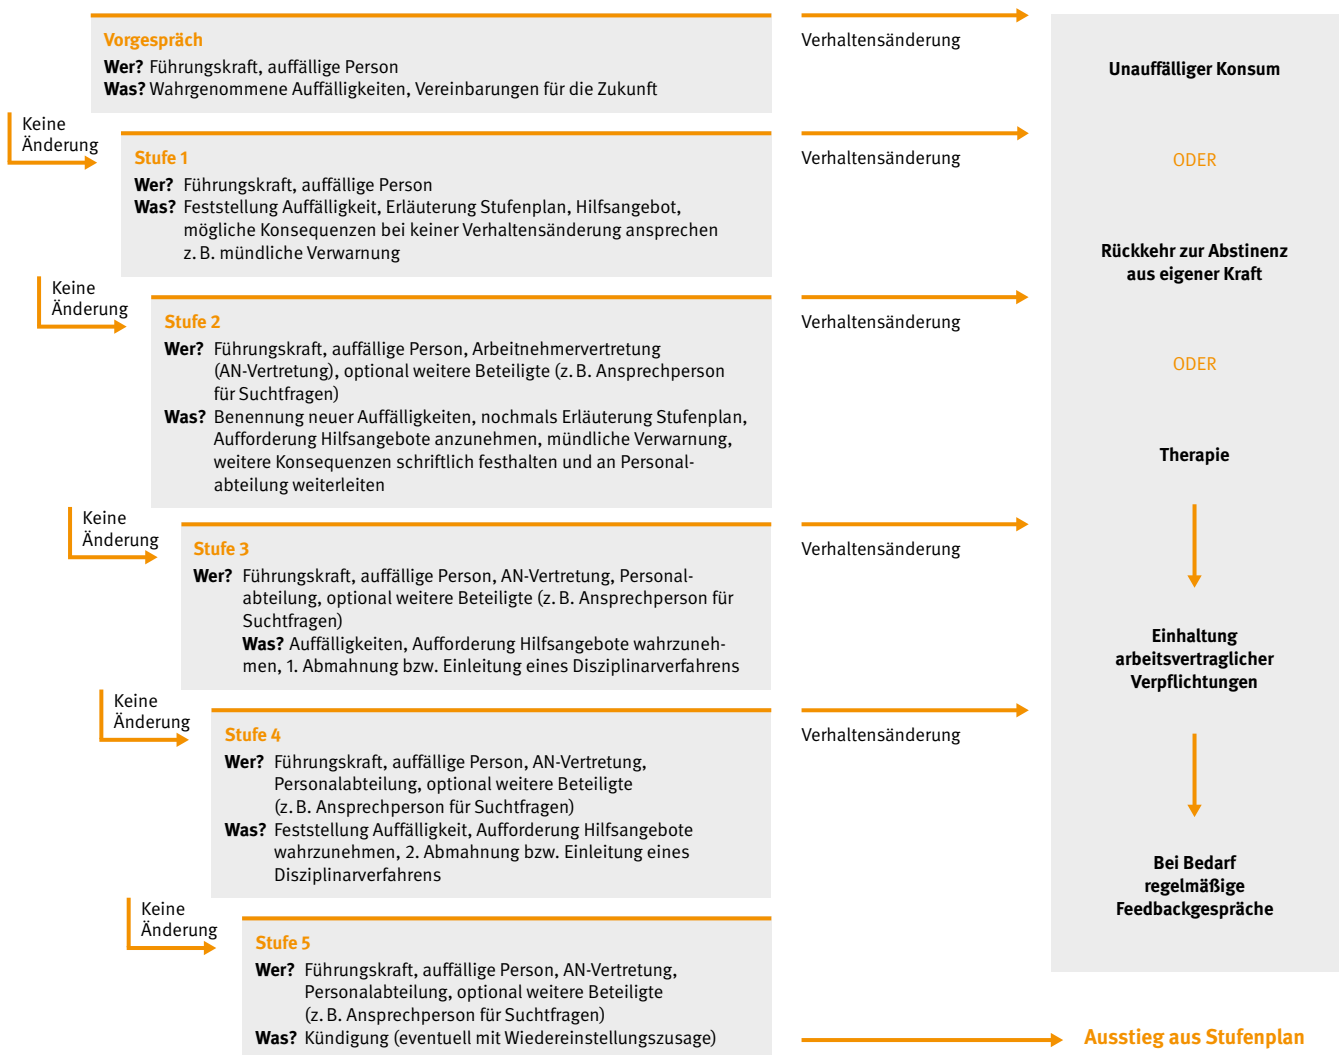 Vorgespräch
Wer? Führungskraft, auffällige Person
Was? Wahrgenommene Auffälligkeiten, Vereinbarungen für die Zukunft
Verhaltensänderung
Keine
Änderung
Stufe 1
Wer? Führungskraft, auffällige Person
Was? Feststellung Auffälligkeit, Erläuterung Stufenplan, Hilfsangebot,
mögliche Konsequenzen bei keiner Verhaltensänderung ansprechen
z. B. mündliche Verwarnung
Verhaltensänderung
Keine
Änderung
Stufe 2
Wer? Führungskraft, auffällige Person, Arbeitnehmervertretung
(AN-Vertretung), optional weitere Beteiligte (z. B. Ansprechperson
für Suchtfragen)
Was? Benennung neuer Auffälligkeiten, nochmals Erläuterung Stufenplan,
Aufforderung Hilfsangebote anzunehmen, mündliche Verwarnung,
weitere Konsequenzen schriftlich festhalten und an Personal-
abteilung weiterleiten
Verhaltensänderung
Keine
Änderung
Stufe 3
Wer? Führungskraft, auffällige Person, AN-Vertretung, Personal-
abteilung, optional weitere Beteiligte (z. B. Ansprechperson für
Suchtfragen)
Was? Auffälligkeiten, Aufforderung Hilfsangebote wahrzuneh-
men, 1. Abmahnung bzw. Einleitung eines Disziplinarverfahrens
Verhaltensänderung
Keine
Änderung
Stufe 4
Wer? Führungskraft, auffällige Person, AN-Vertretung,
Personalabteilung, optional weitere Beteiligte
(z. B. Ansprechperson für Suchtfragen)
Was? Feststellung Auffälligkeit, Aufforderung Hilfsangebote
wahrzunehmen, 2. Abmahnung bzw. Einleitung eines
Disziplinarverfahrens
Verhaltensänderung
Keine
Änderung
Stufe 5
Wer? Führungskraft, auffällige Person, AN-Vertretung,
Personalabteilung, optional weitere Beteiligte
(z. B. Ansprechperson für Suchtfragen)
Was? Kündigung (eventuell mit Wiedereinstellungszusage)
Unauffälliger Konsum
ODER
Rückkehr zur Abstinenz
aus eigener Kraft
ODER
Therapie
Einhaltung
arbeitsvertraglicher
Verpflichtungen
Bei Bedarf
regelmäßige
Feedbackgespräche
Ausstieg aus Stufenplan